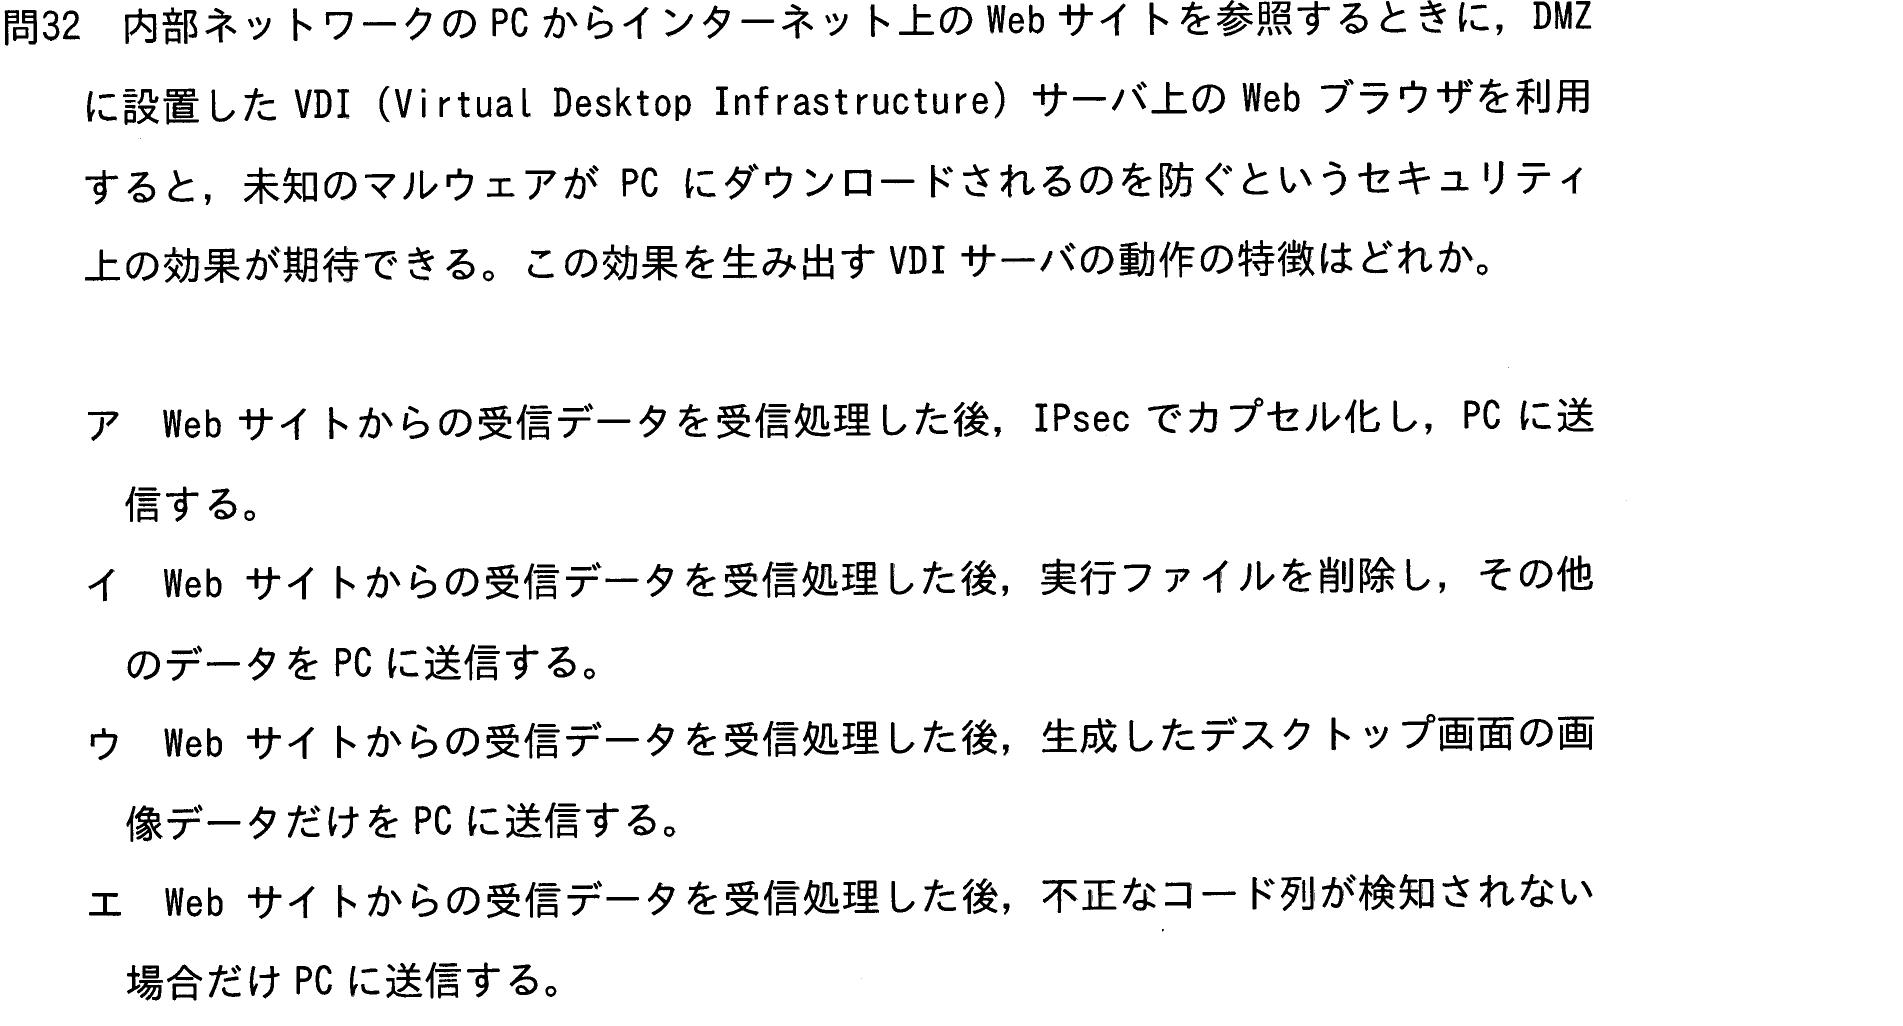 問32 内部ネットワークの PC からインターネット上の Web サイトを参照するときに，DMZ
に設置した VDI（Virtual Desktop Infrastructure）サーバ上の Web ブラウザを利用
すると，未知のマルウェアが PC にダウンロードされるのを防ぐというセキュリティ
上の効果が期待できる。この効果を生み出す VDI サーバの動作の特徴はどれか。
ア Web サイトからの受信データを受信処理した後，IPsec でカプセル化し，PC に送
信する。
イ Web サイトからの受信データを受信処理した後，実行ファイルを削除し，その他
のデータを PC に送信する。
ウ Web サイトからの受信データを受信処理した後，生成したデスクトップ画面の画
像データだけを PC に送信する。
エ Web サイトからの受信データを受信処理した後，不正なコード列が検知されない
場合だけ PC に送信する。